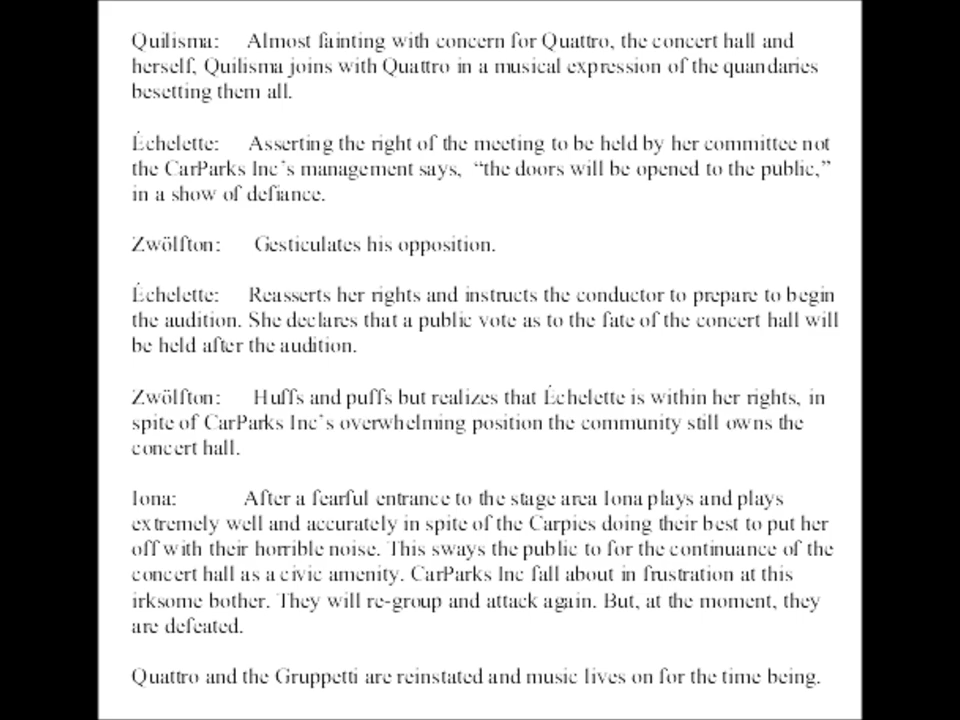 Quilisma: Almost fainting with concern for Quattro, the concert hall and
herself, Quilisma joins with Quattro in a musical expression of the quandaries
besetting them all.
Échelette: Asserting the right of the meeting to be held by her committee not
the CarParks Inc's management says, “the doors will be opened to the public,”
in a show of defiance.
Zwölfton: Gesticulates his opposition.
Échelette: Reasserts her rights and instructs the conductor to prepare to begin
the audition. She declares that a public vote as to the fate of the concert hall will
be held after the audition.
Zwölfton: Huffs and puffs but realizes that Échelette is within her rights, in
spite of CarParks Inc's overwhelming position the community still owns the
concert hall.
Iona: After a fearful entrance to the stage area Iona plays and plays
extremely well and accurately in spite of the Carpies doing their best to put her
off with their horrible noise. This sways the public to for the continuance of the
concert hall as a civic amenity. CarParks Inc fall about in frustration at this
irksome bother. They will re-group and attack again. But, at the moment, they
are defeated.
Quattro and the Gruppetti are reinstated and music lives on for the time being.